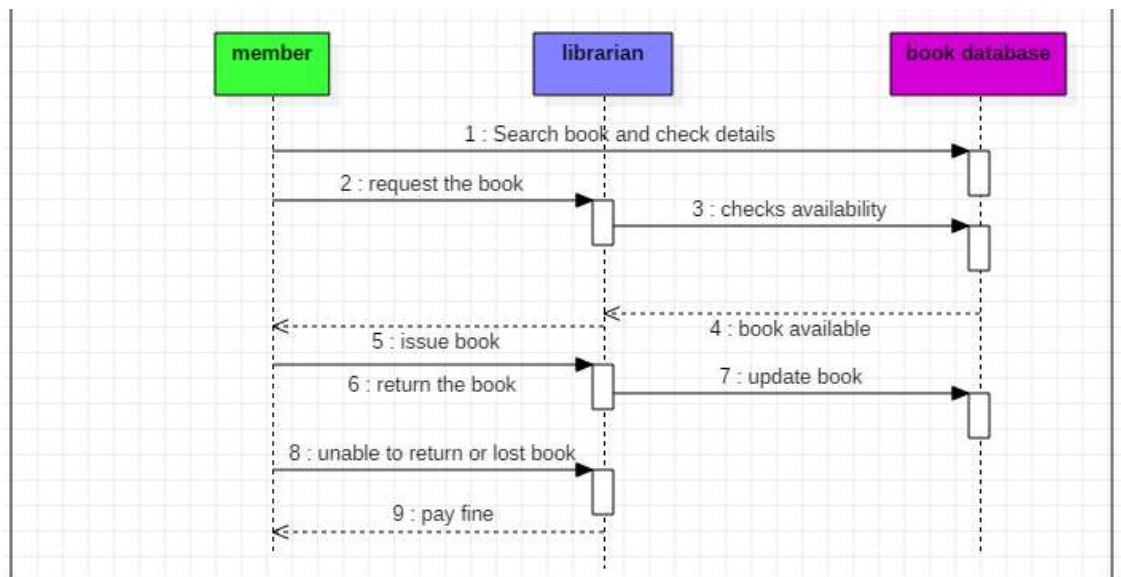 member
librarian
book database
1 : Search book and check details
2 : request the book
3 : checks availability
4 : book available
5 : issue book
6 : return the book
7 : update book
8 : unable to return or lost book
9 : pay fine